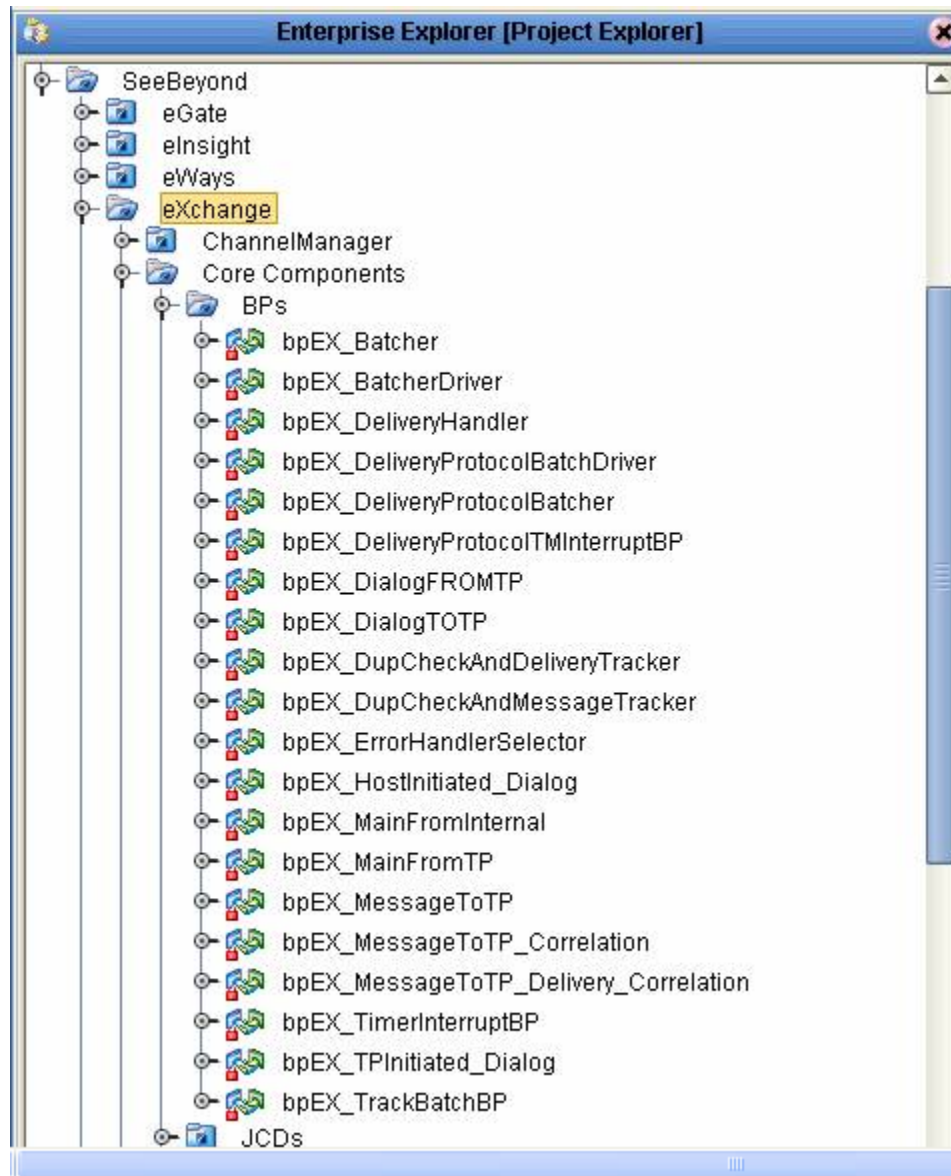 Enterprise Explorer [Project Explorer]
SeeBeyond
eGate
eInsight
eWays
eXchange
ChannelManager
Core Components
BPs
bpEX_Batcher
bpEX_BatcherDriver
bpEX_DeliveryHandler
bpEX_DeliveryProtocolBatchDriver
bpEX_DeliveryProtocolBatcher
bpEX_DeliveryProtocolTMInterruptBP
bpEX_DialogFROMTP
bpEX_DialogTOTP
bpEX_DupCheckAndDeliveryTracker
bpEX_DupCheckAndMessageTracker
bpEX_ErrorHandlerSelector
bpEX_HostInitiated_Dialog
bpEX_MainFromInternal
bpEX_MainFromTP
bpEX_MessageToTP
bpEX_MessageToTP_Correlation
bpEX_MessageToTP_Delivery_Correlation
bpEX_TimerInterruptBP
bpEX_TPInitiated_Dialog
bpEX_TrackBatchBP
JCDs